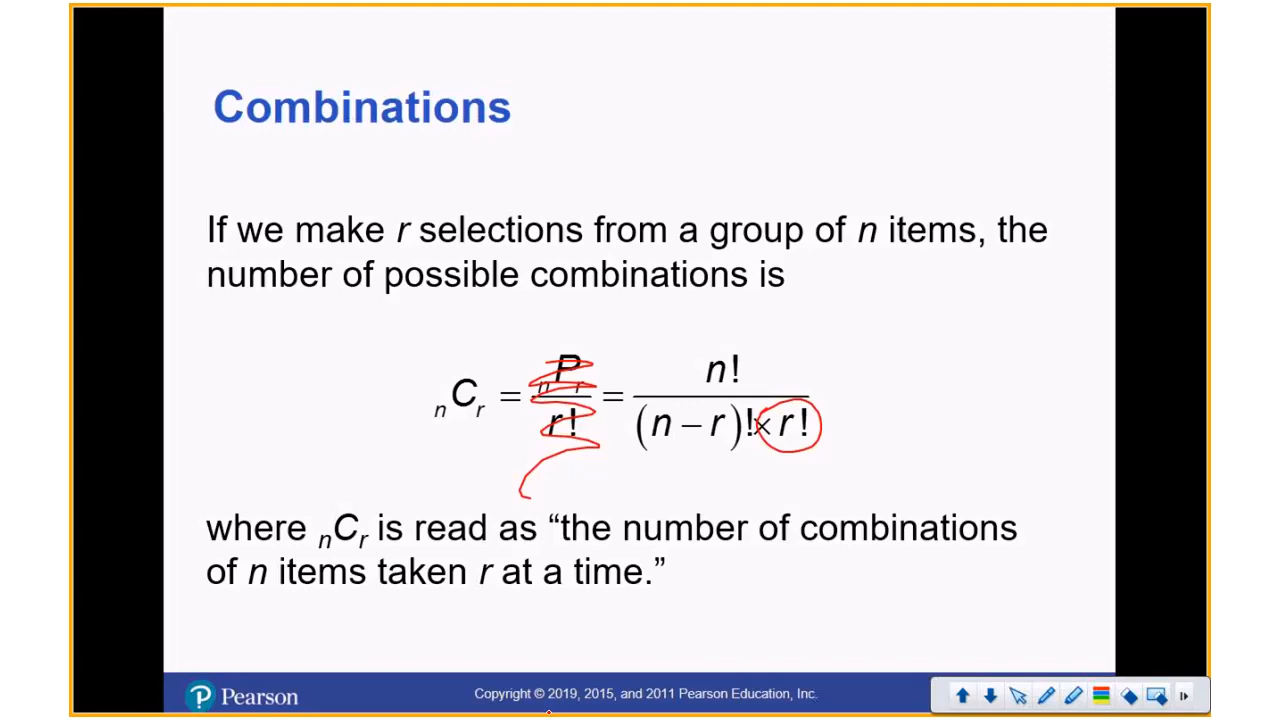 Combinations
If we make r selections from a group of n items, the
number of possible combinations is
nCr = nPr / r! = n! / (n − r)! × r!
where nCr is read as “the number of combinations
of n items taken r at a time.”
Pearson
Copyright © 2019, 2015, and 2011 Pearson Education, Inc.